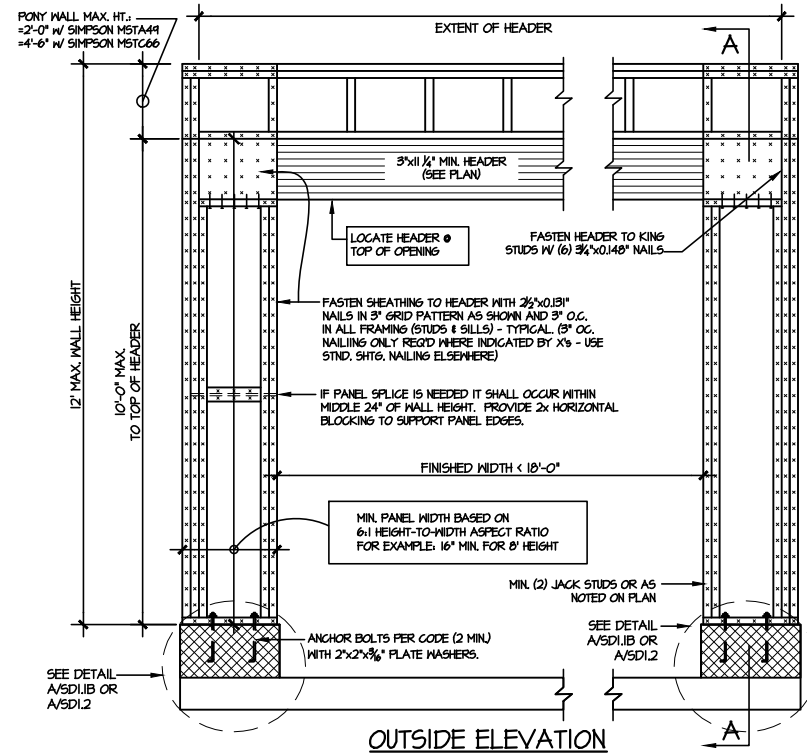 PONY WALL MAX. HT.:
=2'-0" W/ SIMPSON MSTA49
=4'-6" W/ SIMPSON MSTC66
EXTENT OF HEADER
A
3"x11 1/4" MIN. HEADER
(SEE PLAN)
LOCATE HEADER @
TOP OF OPENING
FASTEN HEADER TO KING
STUDS W/ (6) 3 1/4"x0.148" NAILS
12' MAX. WALL HEIGHT
10'-0" MAX.
TO TOP OF HEADER
FASTEN SHEATHING TO HEADER WITH 2 1/2"x0.131"
NAILS IN 3" GRID PATTERN AS SHOWN AND 3" O.C.
IN ALL FRAMING (STUDS & SILLS) - TYPICAL. (3" OC.
NAILING ONLY REQ'D WHERE INDICATED BY X's - USE
STND. SHTG. NAILING ELSEWHERE)
IF PANEL SPLICE IS NEEDED IT SHALL OCCUR WITHIN
MIDDLE 24" OF WALL HEIGHT. PROVIDE 2x HORIZONTAL
BLOCKING TO SUPPORT PANEL EDGES.
FINISHED WIDTH < 18'-0"
MIN. PANEL WIDTH BASED ON
6:1 HEIGHT-TO-WIDTH ASPECT RATIO
FOR EXAMPLE: 16" MIN. FOR 8' HEIGHT
MIN. (2) JACK STUDS OR AS
NOTED ON PLAN
ANCHOR BOLTS PER CODE (2 MIN.)
WITH 2"x2"x3/16" PLATE WASHERS.
SEE DETAIL
A/SD1.1B OR
A/SD1.2
SEE DETAIL
A/SD1.1B OR
A/SD1.2
A
OUTSIDE ELEVATION